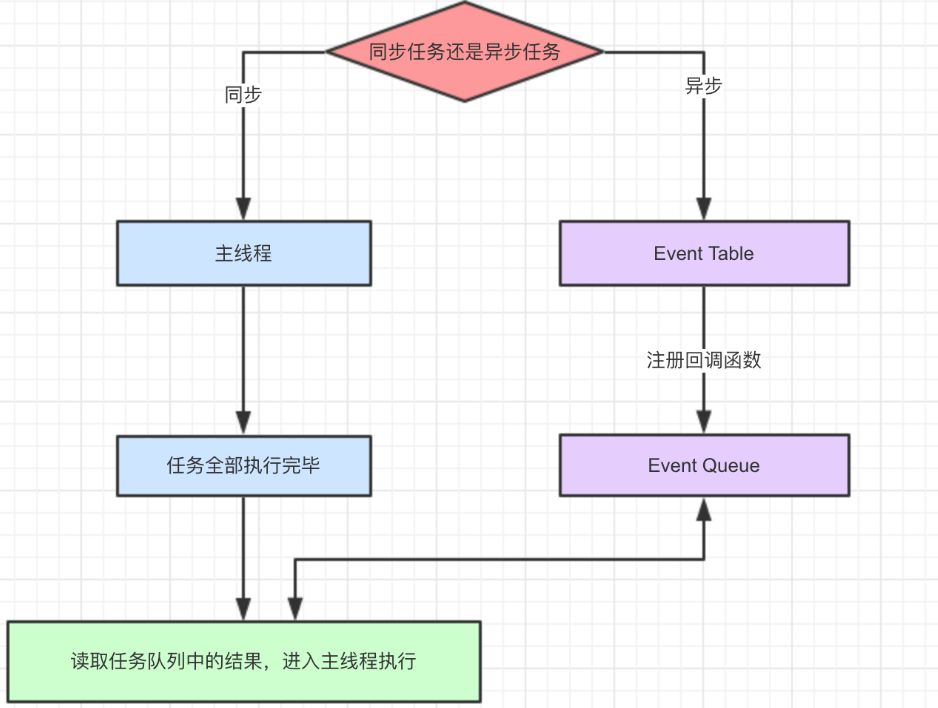 同步任务还是异步任务
同步
异步
主线程
Event Table
注册回调函数
任务全部执行完毕
Event Queue
读取任务队列中的结果，进入主线程执行